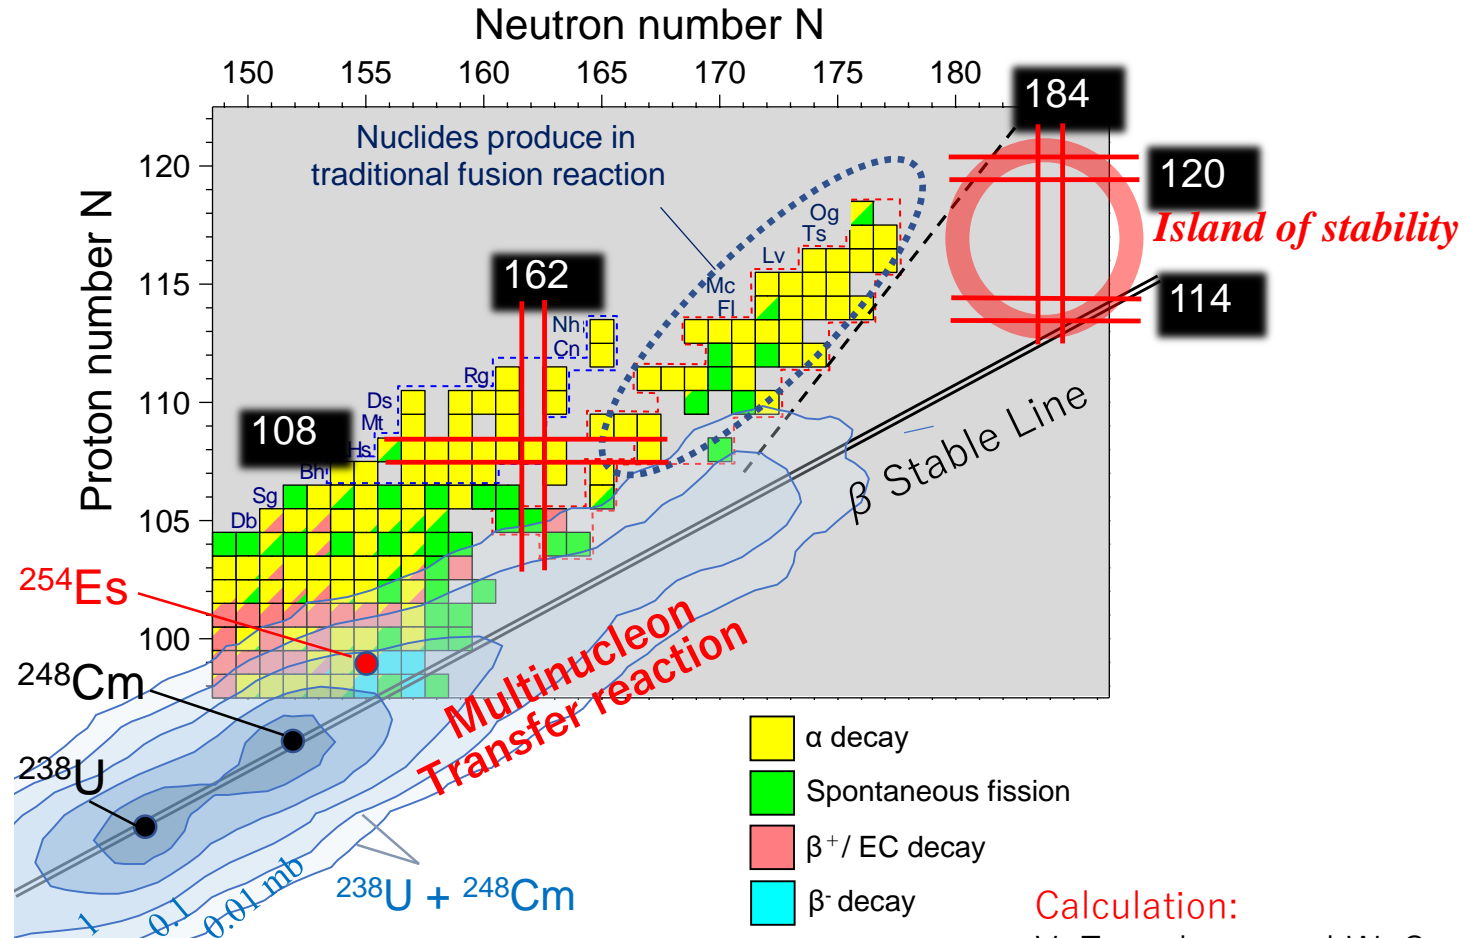 Neutron number N
150 155 160 165 170 175 180
184
Nuclides produce in
traditional fusion reaction
120
120
Island of stability
Og
Ts
Lv
162
Mc
Fl
115
114
Nh
Cn
Rg
Ds
110
Mt
108
Hs
Bh
Sg
Db
105
100
Proton number N
β Stable Line
254Es
248Cm
238U
Multinucleon
Transfer reaction
α decay
Spontaneous fission
β+/ EC decay
β- decay
1 0.1 0.01 mb
238U + 248Cm
Calculation: